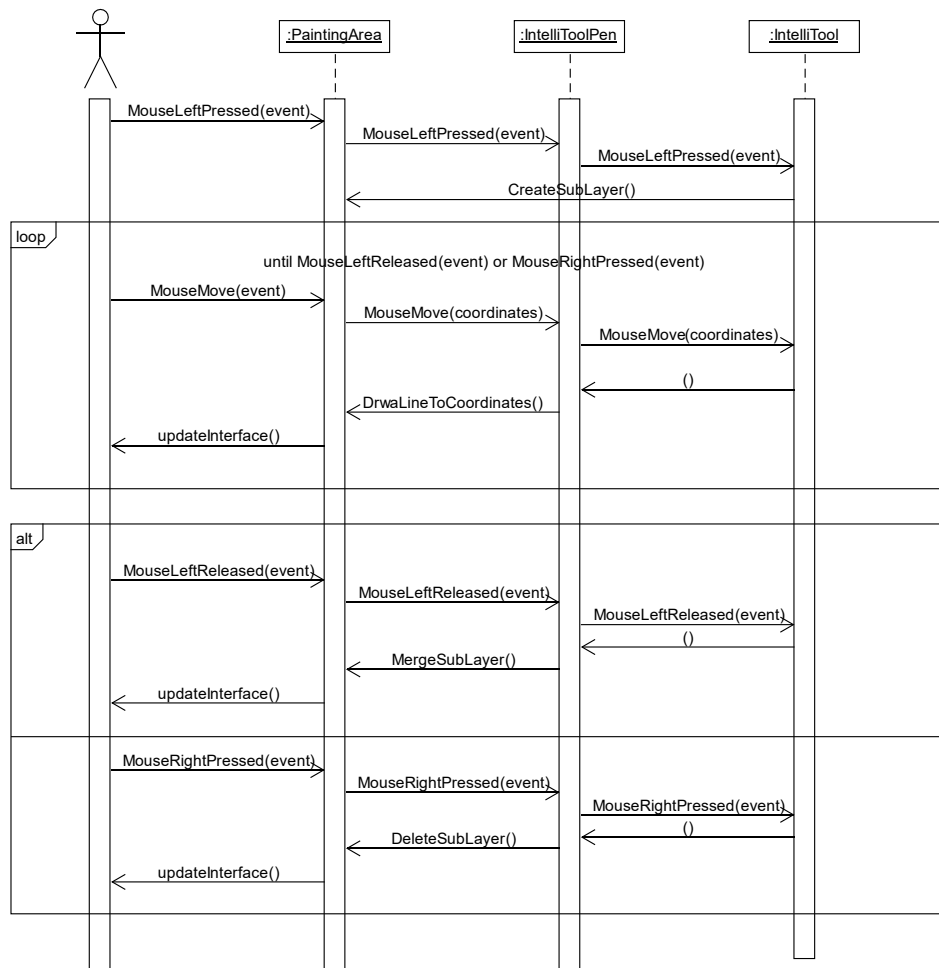 :PaintingArea
:IntelliToolPen
:IntelliTool
MouseLeftPressed(event)
MouseLeftPressed(event)
MouseLeftPressed(event)
CreateSubLayer()
loop
until MouseLeftReleased(event) or MouseRightPressed(event)
MouseMove(event)
MouseMove(coordinates)
MouseMove(coordinates)
()
DrwaLineToCoordinates()
updateInterface()
alt
MouseLeftReleased(event)
MouseLeftReleased(event)
MouseLeftReleased(event)
()
MergeSubLayer()
updateInterface()
MouseRightPressed(event)
MouseRightPressed(event)
MouseRightPressed(event)
()
DeleteSubLayer()
updateInterface()